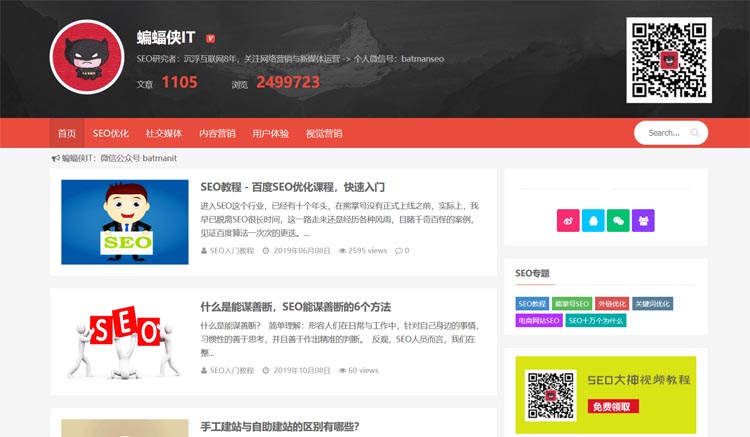 蝙蝠侠IT
SEO研究者：沉浮互联网8年，关注网络营销与新媒体运营 -> 个人微信号：batmanseo
文章 1105 浏览 2499723
首页 SEO优化 社交媒体 内容营销 用户体验 视觉营销 Search...
蝙蝠侠IT：微信公众号 batmanit
SEO
SEO教程 - 百度SEO优化课程，快速入门
进入SEO这个行业，已经有十个年头，在熊掌号没有正式上线之前，实际上，我
早已脱离SEO很长时间，这一路走来还是经历各种风雨，目睹千奇百怪的案例，
见证百度算法一次次的更迭。...
SEO入门教程 2019年06月08日 2595 views 0
SEO专题
SEO教程 熊掌号SEO 外链优化 关键词优化
电商网站SEO SEO十万个为什么
SEO
什么是能谋善断，SEO能谋善断的6个方法
什么是能谋善断？ 简单理解：形容人们在日常与工作中，针对自己身边的事情，
习惯性的善于思考，并且善于作出精准的判断。 反观，SEO人员而言，我们在
整...
SEO入门教程 2019年10月08日 60 views
SEO大神视频教程
免费领取
手工建站与自助建站的区别有哪些？